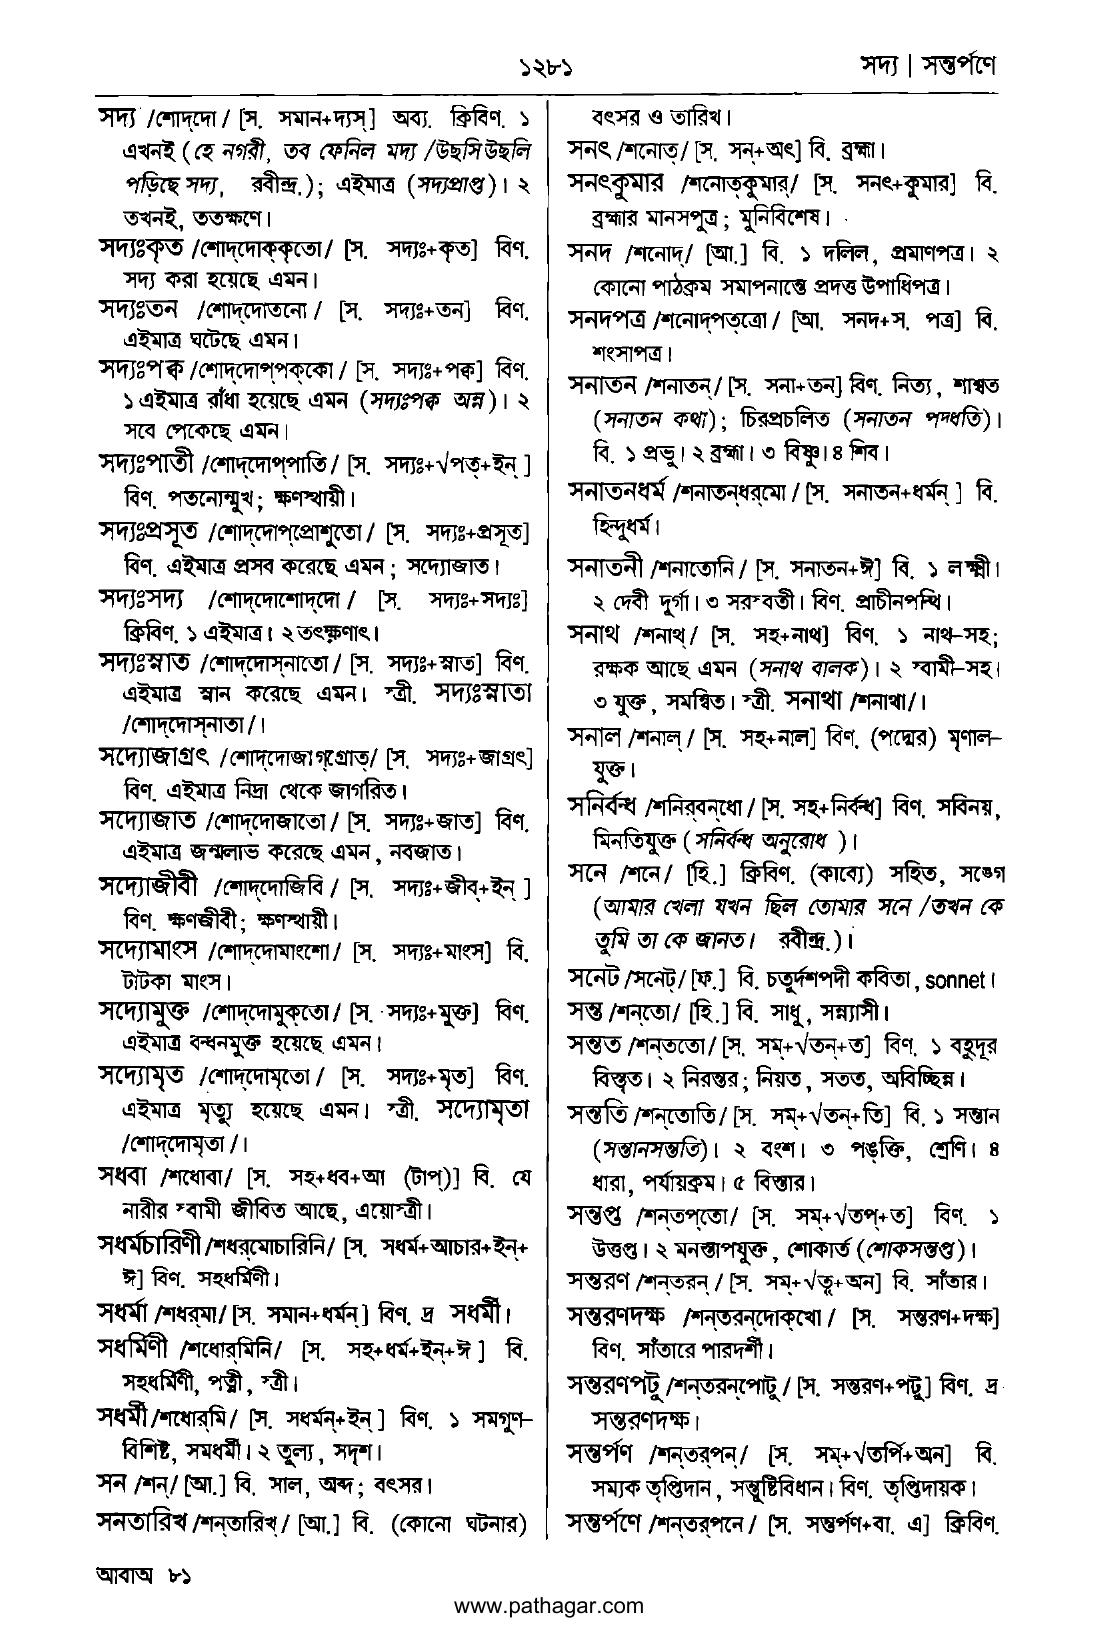 ১২৮১
সদ্য | সন্তর্পণে
সদ্য /শোদ্‌দো/ [স. সমান+দ্যস্] অব্য. ক্রিবিণ. ১
এখনই (হে নগরী, তব ফেনিল মদ্য /উছসি উছলি
পড়িছে সদ্য, রবীন্দ্র.); এইমাত্র (সদ্যপ্রাপ্ত)। ২
তখনই, ততক্ষণে।
সদ্যঃকৃত /শোদ্‌দোক্‌কৃতো/ [স. সদ্যঃ+কৃত] বিণ.
সদ্য করা হয়েছে এমন।
সদ্যঃতন /শোদ্‌দোতনো/ [স. সদ্যঃ+তন] বিণ.
এইমাত্র ঘটেছে এমন।
সদ্যঃপক্ব /শোদ্‌দোপ্‌পক্‌কো/ [স. সদ্যঃ+পক্ব] বিণ.
১ এইমাত্র রাঁধা হয়েছে এমন (সদ্যঃপক্ব অন্ন)। ২
সবে পেকেছে এমন।
সদ্যঃপাতী /শোদ্‌দোপ্‌পাতি/ [স. সদ্যঃ+√পত্+ইন্ ]
বিণ. পতনোন্মুখ; ক্ষণস্থায়ী।
সদ্যঃপ্রসূত /শোদ্‌দোপ্‌প্রোশুতো/ [স. সদ্যঃ+প্রসূত]
বিণ. এইমাত্র প্রসব করেছে এমন; সদ্যোজাত।
সদ্যঃসদ্য /শোদ্‌দোশোদ্‌দো/ [স. সদ্যঃ+সদ্যঃ]
ক্রিবিণ. ১ এইমাত্র। ২ তৎক্ষণাৎ।
সদ্যঃস্নাত /শোদ্‌দোস্‌নাতো/ [স. সদ্যঃ+স্নাত] বিণ.
এইমাত্র স্নান করেছে এমন। স্ত্রী. সদ্যঃস্নাতা
/শোদ্‌দোস্‌নাতা/।
সদ্যোজাগ্রৎ /শোদ্‌দোজাগ্‌গ্রোত্/ [স. সদ্যঃ+জাগ্রৎ]
বিণ. এইমাত্র নিদ্রা থেকে জাগরিত।
সদ্যোজাত /শোদ্‌দোজাতো/ [স. সদ্যঃ+জাত] বিণ.
এইমাত্র জন্মলাভ করেছে এমন, নবজাত।
সদ্যোজীবী /শোদ্‌দোজিবি/ [স. সদ্যঃ+জীব্+ইন্ ]
বিণ. ক্ষণজীবী; ক্ষণস্থায়ী।
সদ্যোমাংস /শোদ্‌দোমাংশো/ [স. সদ্যঃ+মাংস] বি.
টাটকা মাংস।
সদ্যোমুক্ত /শোদ্‌দোমুক্‌তো/ [স. সদ্যঃ+মুক্ত] বিণ.
এইমাত্র বন্ধনমুক্ত হয়েছে এমন।
সদ্যোমৃত /শোদ্‌দোমৃতো/ [স. সদ্যঃ+মৃত] বিণ.
এইমাত্র মৃত্যু হয়েছে এমন। স্ত্রী. সদ্যোমৃতা
/শোদ্‌দোমৃতা/।
সধবা /শধোবা/ [স. সহ+ধব+আ (টাপ্)] বি. যে
নারীর স্বামী জীবিত আছে, এয়োস্ত্রী।
সধর্মচারিণী /শধর্‌মোচারিনি/ [স. সধর্ম+আচার+ইন্+
ঈ] বিণ. সহধর্মিণী।
সধর্মা /শধর্‌মা/ [স. সমান+ধর্মন্] বিণ. দ্র সধর্মী।
সধর্মিণী /শধোর্‌মিনি/ [স. সহ+ধর্ম+ইন্+ঈ ] বি.
সহধর্মিণী, পত্নী, স্ত্রী।
সধর্মী /শধোর্‌মি/ [স. সধর্মন্+ইন্ ] বিণ. ১ সমগুণ–
বিশিষ্ট, সমধর্মী। ২ তুল্য, সদৃশ।
সন /শন্/ [আ.] বি. সাল, অব্দ; বৎসর।
সনতারিখ /শন্‌তারিখ্/ [আ.] বি. (কোনো ঘটনার)
বৎসর ও তারিখ।
সনৎ /শনোত্/ [স. সন্+অৎ] বি. ব্রহ্মা।
সনৎকুমার /শনোত্‌কুমার্/ [স. সনৎ+কুমার] বি.
ব্রহ্মার মানসপুত্র; মুনিবিশেষ।
সনদ /শনোদ্/ [আ.] বি. ১ দলিল, প্রমাণপত্র। ২
কোনো পাঠক্রম সমাপনান্তে প্রদত্ত উপাধিপত্র।
সনদপত্র /শনোদ্‌পত্‌ত্রো/ [আ. সনদ+স. পত্র] বি.
শংসাপত্র।
সনাতন /শনাতন্/ [স. সনা+তন] বিণ. নিত্য, শাশ্বত
(সনাতন কথা); চিরপ্রচলিত (সনাতন পদ্ধতি)।
বি. ১ প্রভু। ২ ব্রহ্মা। ৩ বিষ্ণু। ৪ শিব।
সনাতনধর্ম /শনাতন্‌ধর্‌মো/ [স. সনাতন+ধর্মন্ ] বি.
হিন্দুধর্ম।
সনাতনী /শনাতোনি/ [স. সনাতন+ঈ] বি. ১ লক্ষ্মী।
২ দেবী দুর্গা। ৩ সরস্বতী। বিণ. প্রাচীনপন্থি।
সনাথ /শনাথ্/ [স. সহ+নাথ] বিণ. ১ নাথ–সহ;
রক্ষক আছে এমন (সনাথ বালক)। ২ স্বামী–সহ।
৩ যুক্ত, সমন্বিত। স্ত্রী. সনাথা /শনাথা/।
সনাল /শনাল্/ [স. সহ+নাল] বিণ. (পদ্মের) মৃণাল–
যুক্ত।
সনির্বন্ধ /শনির্‌বন্‌ধো/ [স. সহ+নির্বন্ধ] বিণ. সবিনয়,
মিনতিযুক্ত (সনির্বন্ধ অনুরোধ )।
সনে /শনে/ [হি.] ক্রিবিণ. (কাব্যে) সহিত, সঙ্গে
(আমার খেলা যখন ছিল তোমার সনে /তখন কে
তুমি তা কে জানত। রবীন্দ্র.)।
সনেট /সনেট্/ [ফ.] বি. চতুর্দশপদী কবিতা, sonnet।
সন্ত /শন্‌তো/ [হি.] বি. সাধু, সন্ন্যাসী।
সন্তত /শন্‌ততো/ [স. সম্+√তন্+ত] বিণ. ১ বহুদূর
বিস্তৃত। ২ নিরন্তর; নিয়ত, সতত, অবিচ্ছিন্ন।
সন্ততি /শন্‌তোতি/ [স. সম্+√তন্+তি] বি. ১ সন্তান
(সন্তানসন্ততি)। ২ বংশ। ৩ পঙ্‌ক্তি, শ্রেণি। ৪
ধারা, পর্যায়ক্রম। ৫ বিস্তার।
সন্তপ্ত /শন্‌তপ্‌তো/ [স. সম্+√তপ্+ত] বিণ. ১
উত্তপ্ত। ২ মনস্তাপযুক্ত, শোকার্ত (শোকসন্তপ্ত)।
সন্তরণ /শন্‌তরন্/ [স. সম্+√তৃ+অন] বি. সাঁতার।
সন্তরণদক্ষ /শন্‌তরন্‌দোক্‌খো/ [স. সন্তরণ+দক্ষ]
বিণ. সাঁতারে পারদর্শী।
সন্তরণপটু /শন্‌তরন্‌পোটু/ [স. সন্তরণ+পটু] বিণ. দ্র
সন্তরণদক্ষ।
সন্তর্পণ /শন্‌তর্‌পন্/ [স. সম্+√তর্পি+অন] বি.
সম্যক তৃপ্তিদান, সন্তুষ্টিবিধান। বিণ. তৃপ্তিদায়ক।
সন্তর্পণে /শন্‌তর্‌পনে/ [স. সন্তর্পণ+বা. এ] ক্রিবিণ.
আবাঅ ৮১
www.pathagar.com